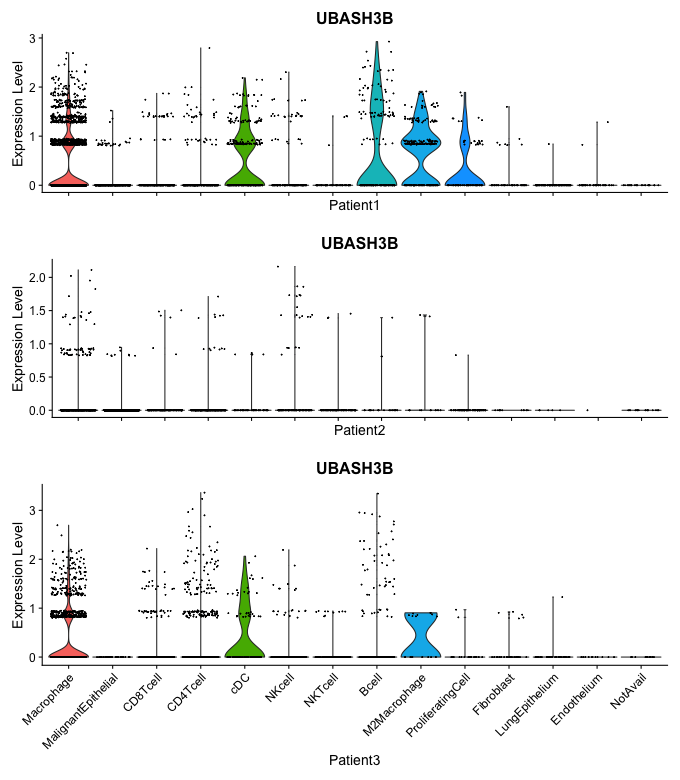 UBASH3B
Expression Level
3
2
1
0
Patient1
UBASH3B
Expression Level
2.0
1.5
1.0
0.5
0.0
Patient2
UBASH3B
Expression Level
3
2
1
0
Macrophage
MalignantEpithelial
CD8Tcell
CD4Tcell
cDC
NKcell
NKTcell
Bcell
M2Macrophage
ProliferatingCell
Fibroblast
LungEpithelium
Endothelium
NotAvail
Patient3